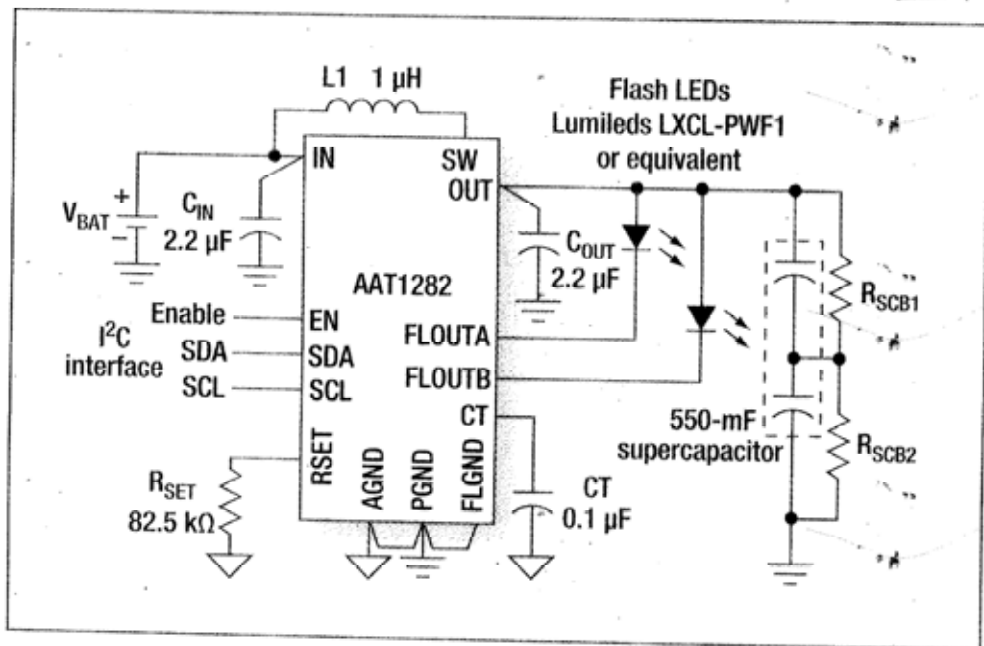 L1 1 µH
Flash LEDs
Lumileds LXCL-PWF1
or equivalent
IN
SW
OUT
+
V_BAT
−
C_IN
2.2 µF
C_OUT
2.2 µF
AAT1282
R_SCB1
Enable
EN
I²C
interface
SDA
SDA
SCL
SCL
FLOUTA
FLOUTB
CT
550-mF
supercapacitor
R_SCB2
RSET
AGND
PGND
FLGND
R_SET
82.5 kΩ
CT
0.1 µF